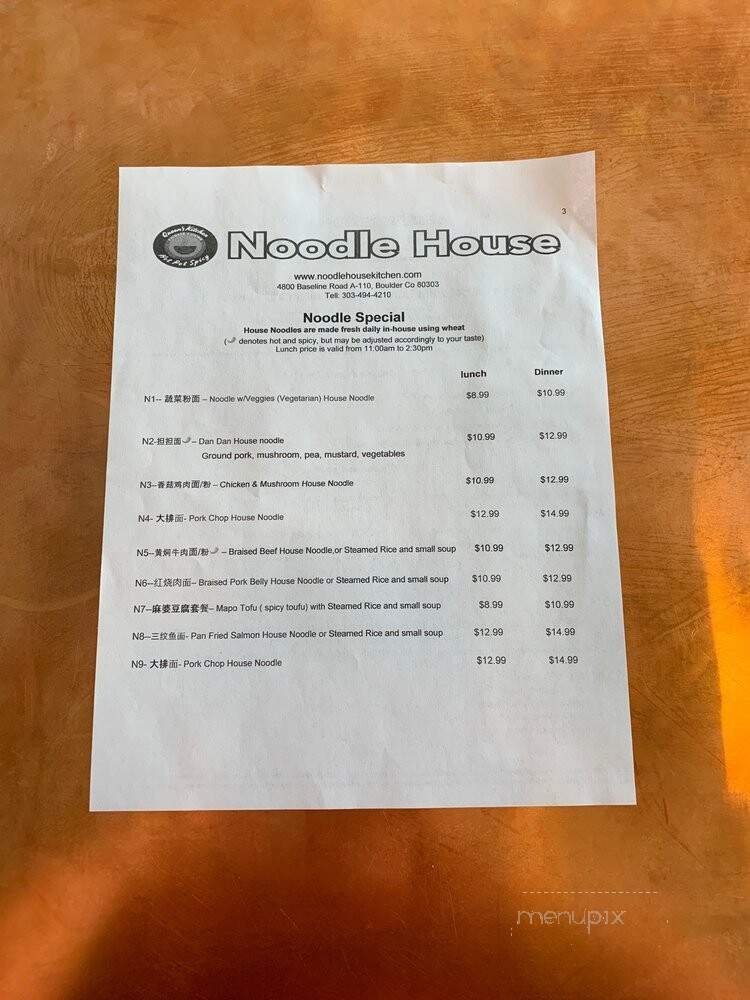 3
Queen's Kitchen
Hot Pot Spicy
Noodle House
www.noodlehousekitchen.com
4800 Baseline Road A-110, Boulder Co 80303
Tell: 303-494-4210
Noodle Special
House Noodles are made fresh daily in-house using wheat
(🌶 denotes hot and spicy, but may be adjusted accordingly to your taste)
Lunch price is valid from 11:00am to 2:30pm
lunch Dinner
N1-- 蔬菜粉面 – Noodle w/Veggies (Vegetarian) House Noodle $8.99 $10.99
N2-担担面🌶– Dan Dan House noodle $10.99 $12.99
Ground pork, mushroom, pea, mustard, vegetables
N3--香菇鸡肉面/粉 – Chicken & Mushroom House Noodle $10.99 $12.99
N4- 大排面- Pork Chop House Noodle $12.99 $14.99
N5--黄焖牛肉面/粉🌶 – Braised Beef House Noodle,or Steamed Rice and small soup $10.99 $12.99
N6--红烧肉面– Braised Pork Belly House Noodle or Steamed Rice and small soup $10.99 $12.99
N7--麻婆豆腐套餐– Mapo Tofu ( spicy toufu) with Steamed Rice and small soup $8.99 $10.99
N8--三纹鱼面- Pan Fried Salmon House Noodle or Steamed Rice and small soup $12.99 $14.99
N9- 大排面- Pork Chop House Noodle $12.99 $14.99
menupix